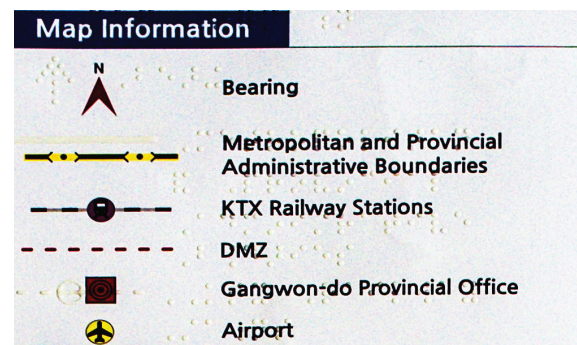 Map Information
N
Bearing
Metropolitan and Provincial
Administrative Boundaries
KTX Railway Stations
DMZ
Gangwon-do Provincial Office
Airport